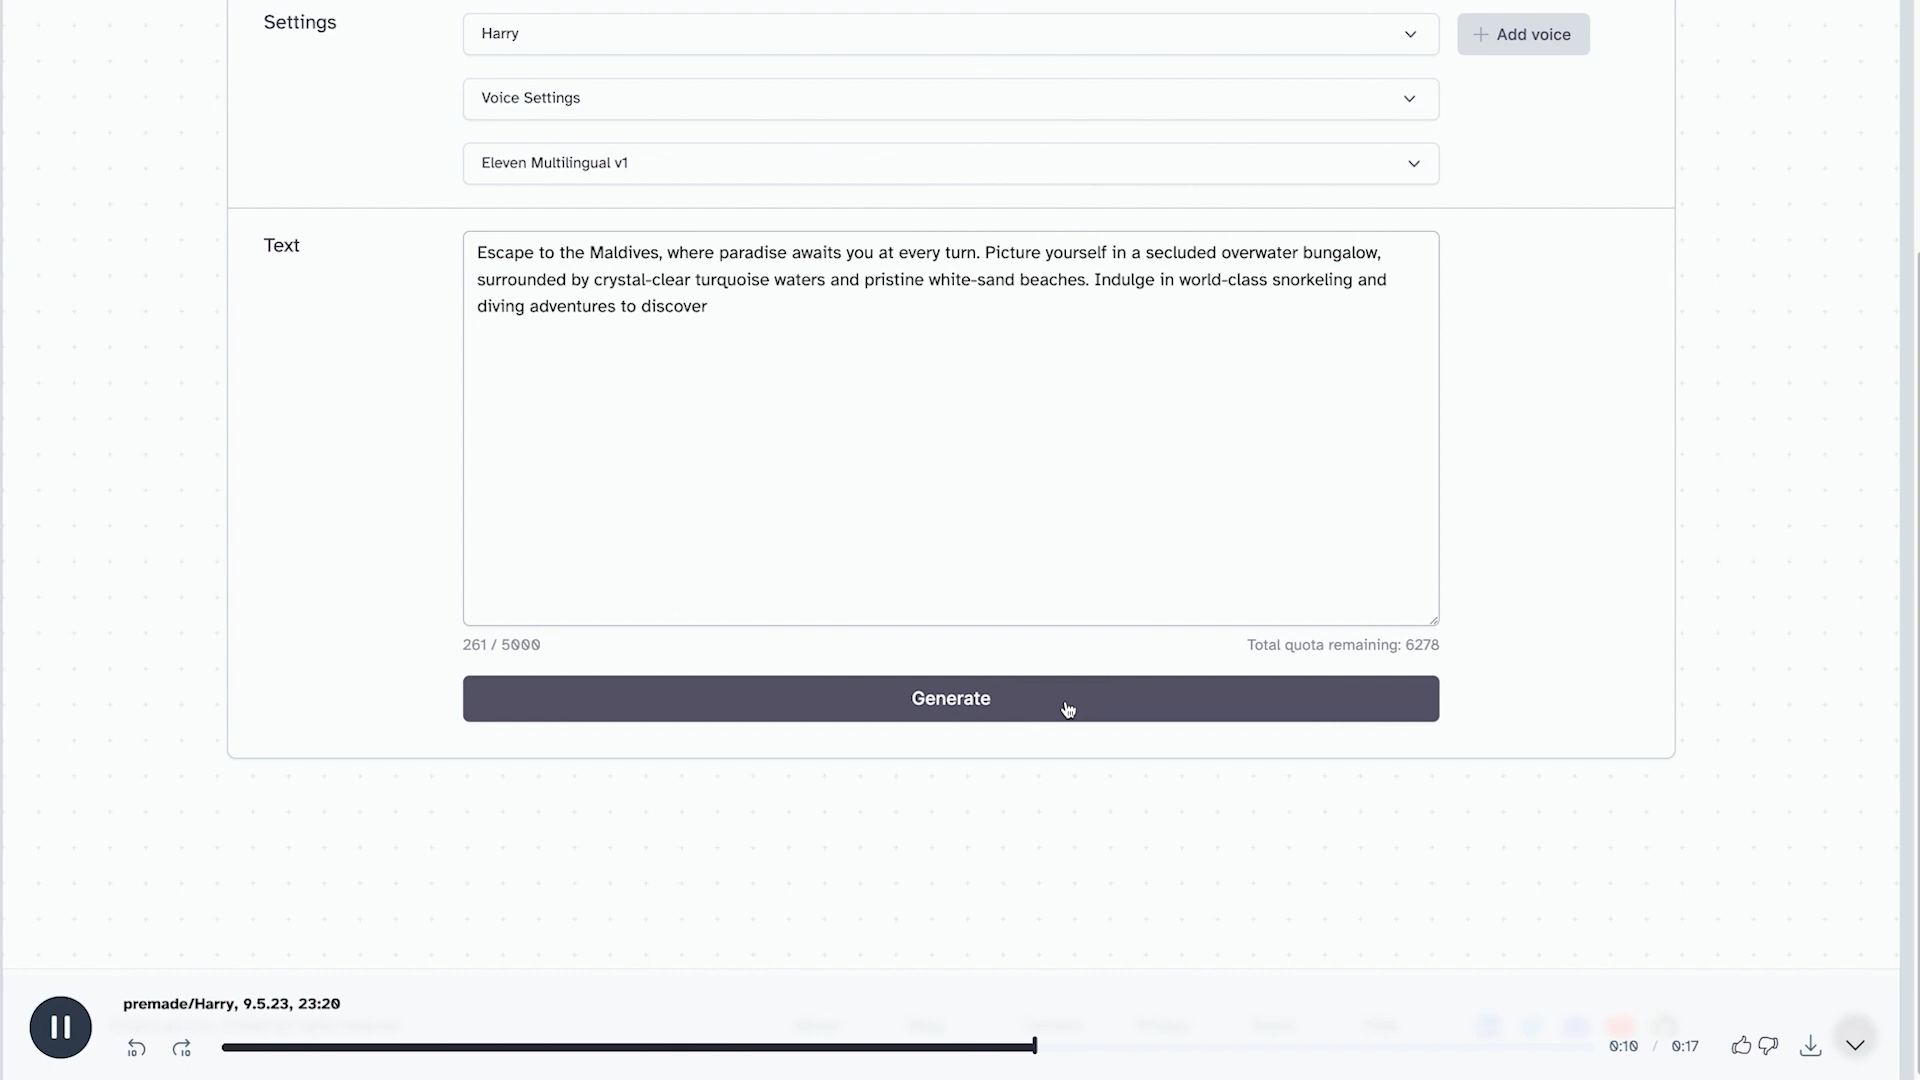 Settings
Harry
Add voice
Voice Settings
Eleven Multilingual v1
Text
Escape to the Maldives, where paradise awaits you at every turn. Picture yourself in a secluded overwater bungalow,
surrounded by crystal-clear turquoise waters and pristine white-sand beaches. Indulge in world-class snorkeling and
diving adventures to discover
261 / 5000
Total quota remaining: 6278
Generate
premade/Harry, 9.5.23, 23:20
10
10
0:10 / 0:17